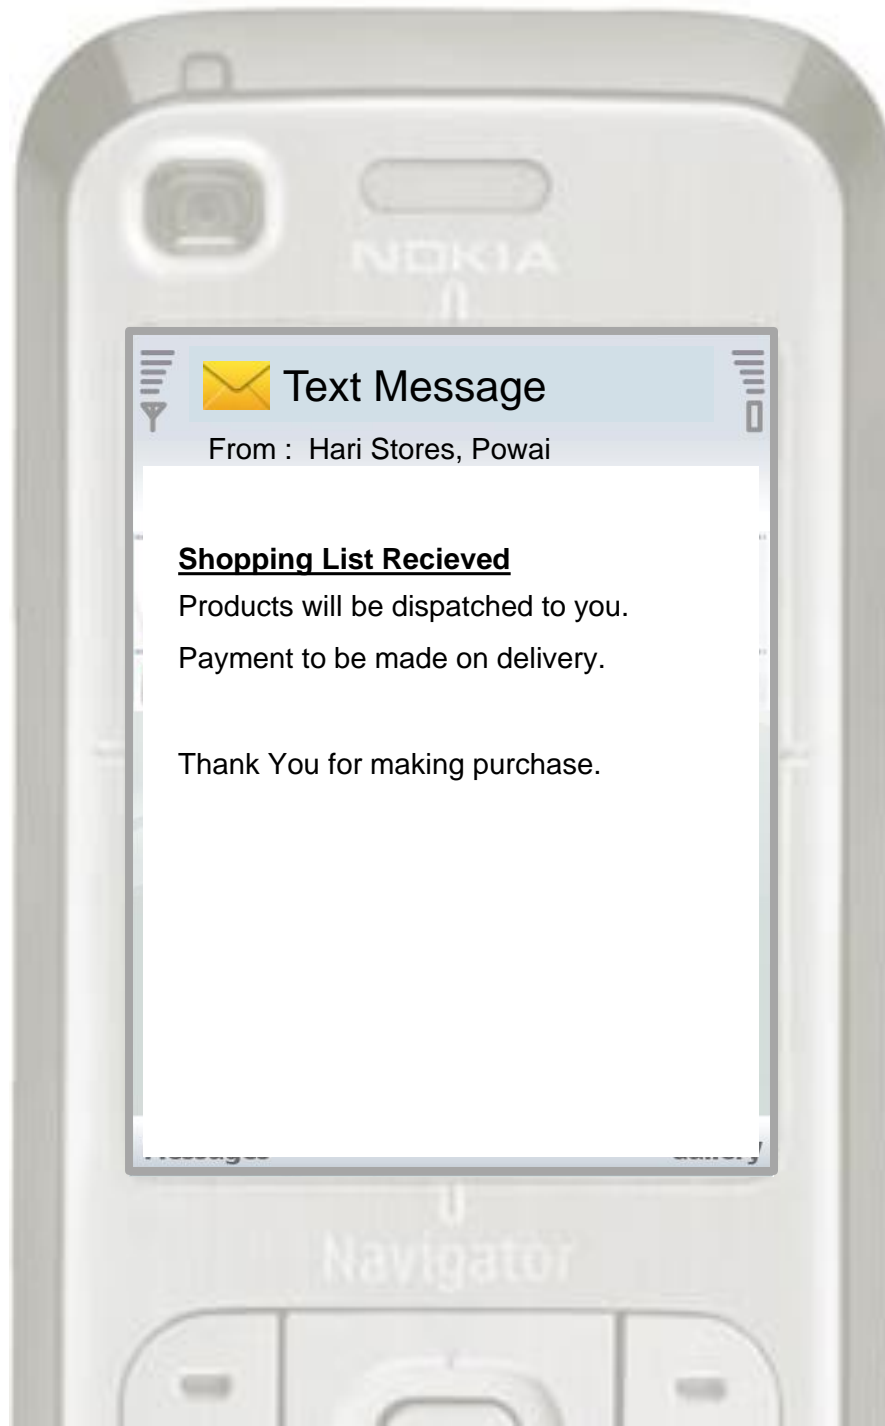 NOKIA
Text Message
From : Hari Stores, Powai
Shopping List Recieved
Products will be dispatched to you.
Payment to be made on delivery.
Thank You for making purchase.
Navigator